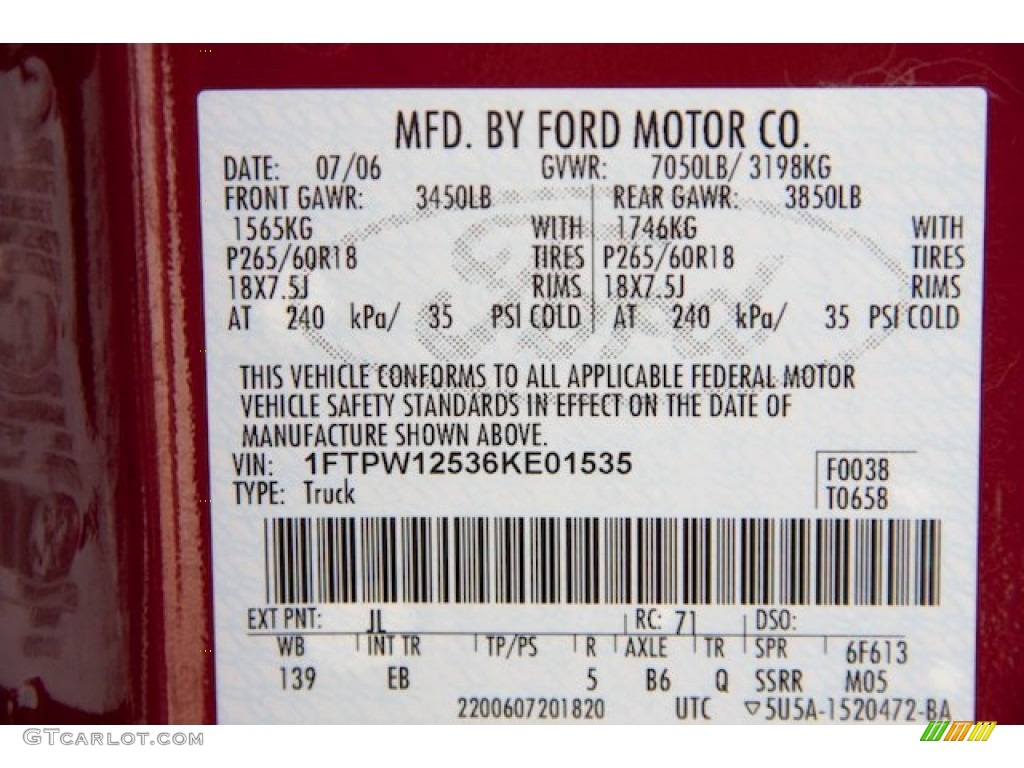 MFD. BY FORD MOTOR CO.
DATE: 07/06 GVWR: 7050LB/ 3198KG
FRONT GAWR: 3450LB REAR GAWR: 3850LB
1565KG WITH 1746KG WITH
P265/60R18 TIRES P265/60R18 TIRES
18X7.5J RIMS 18X7.5J RIMS
AT 240 kPa/ 35 PSI COLD AT 240 kPa/ 35 PSI COLD
THIS VEHICLE CONFORMS TO ALL APPLICABLE FEDERAL MOTOR
VEHICLE SAFETY STANDARDS IN EFFECT ON THE DATE OF
MANUFACTURE SHOWN ABOVE.
VIN: 1FTPW12536KE01535
F0038
TYPE: Truck
T0658
EXT PNT: JL RC: 71 DSO:
WB INT TR TP/PS R AXLE TR SPR 6F613
139 EB 5 B6 Q SSRR M05
2200607201820 UTC ▽5U5A-1520472-BA
GTCarLot.com